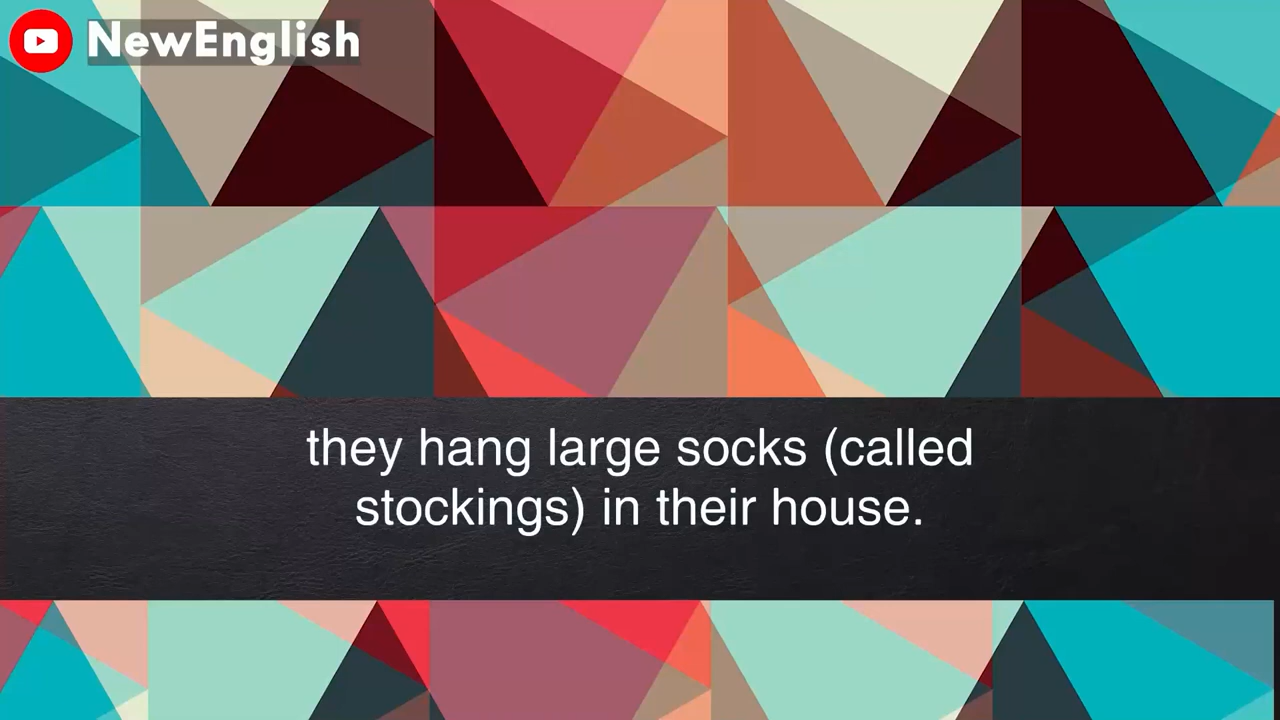 NewEnglish
they hang large socks (called
stockings) in their house.